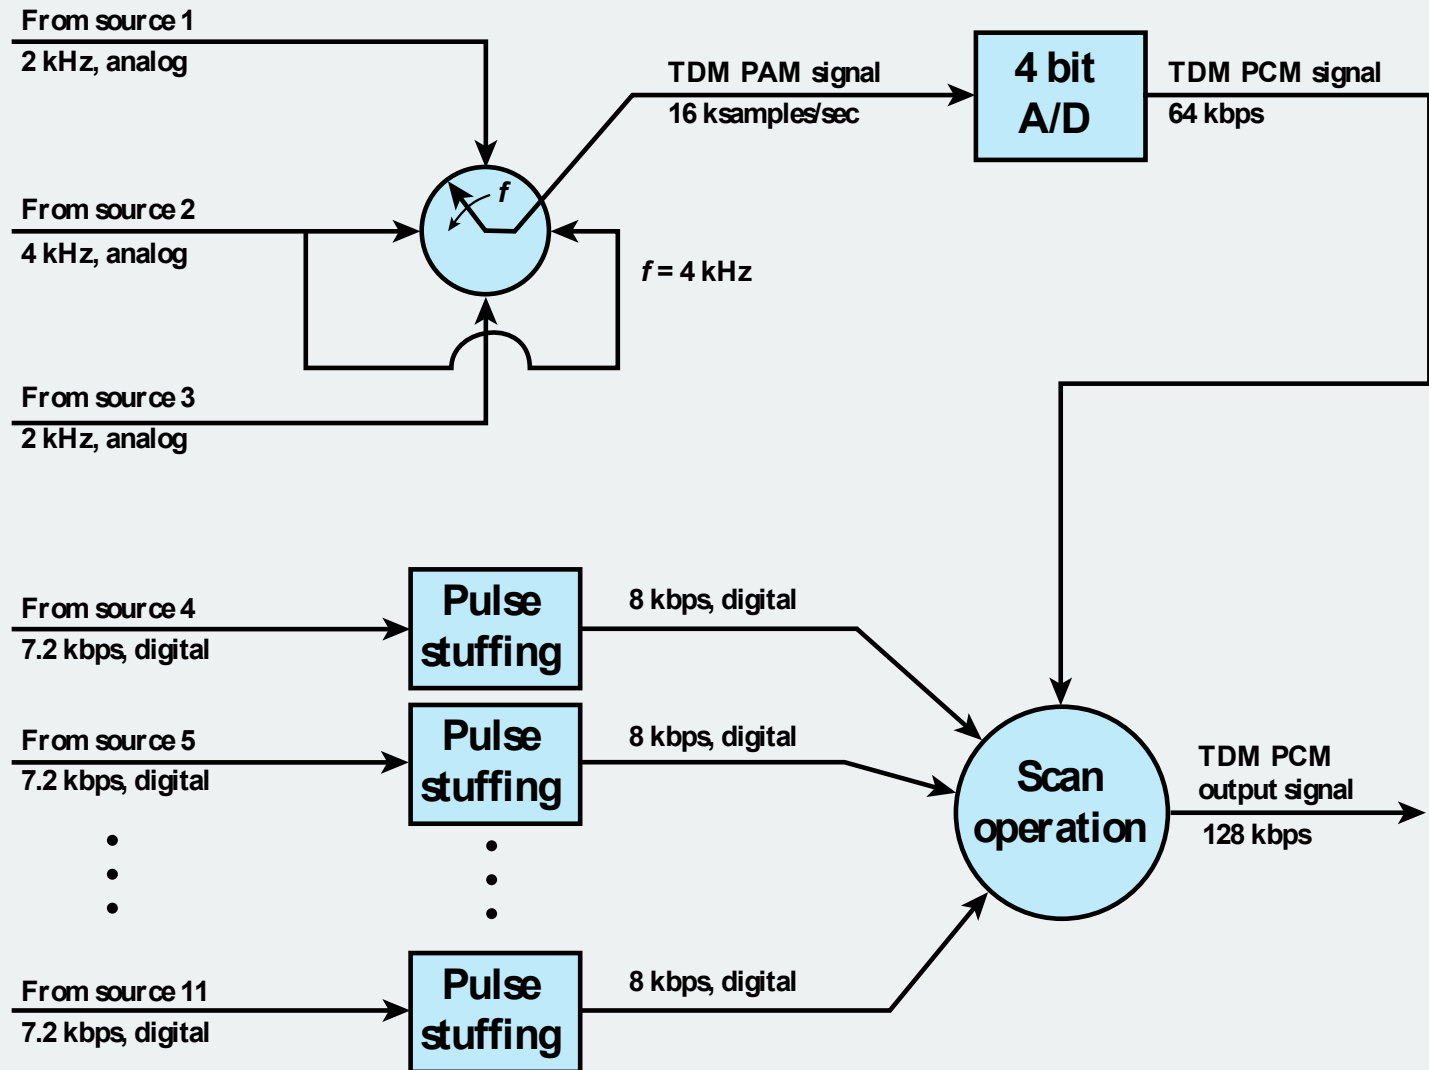 From source 1
2 kHz, analog
TDM PAM signal
16 ksamples/sec
4 bit
A/D
TDM PCM signal
64 kbps
From source 2
4 kHz, analog
f
f = 4 kHz
From source 3
2 kHz, analog
From source 4
7.2 kbps, digital
Pulse
stuffing
8 kbps, digital
From source 5
7.2 kbps, digital
Pulse
stuffing
8 kbps, digital
Scan
operation
TDM PCM
output signal
128 kbps
From source 11
7.2 kbps, digital
Pulse
stuffing
8 kbps, digital